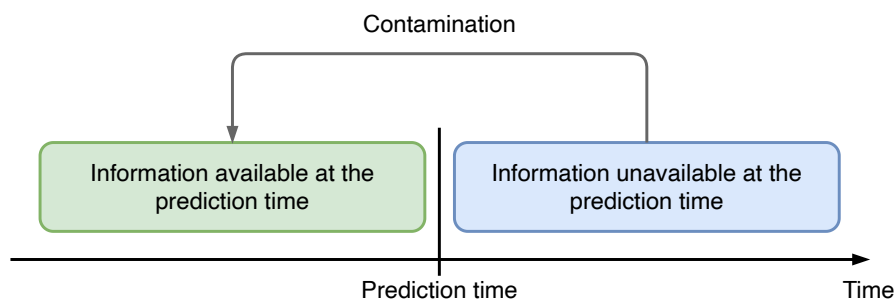 Contamination
Information available at the
prediction time
Information unavailable at the
prediction time
Prediction time
Time